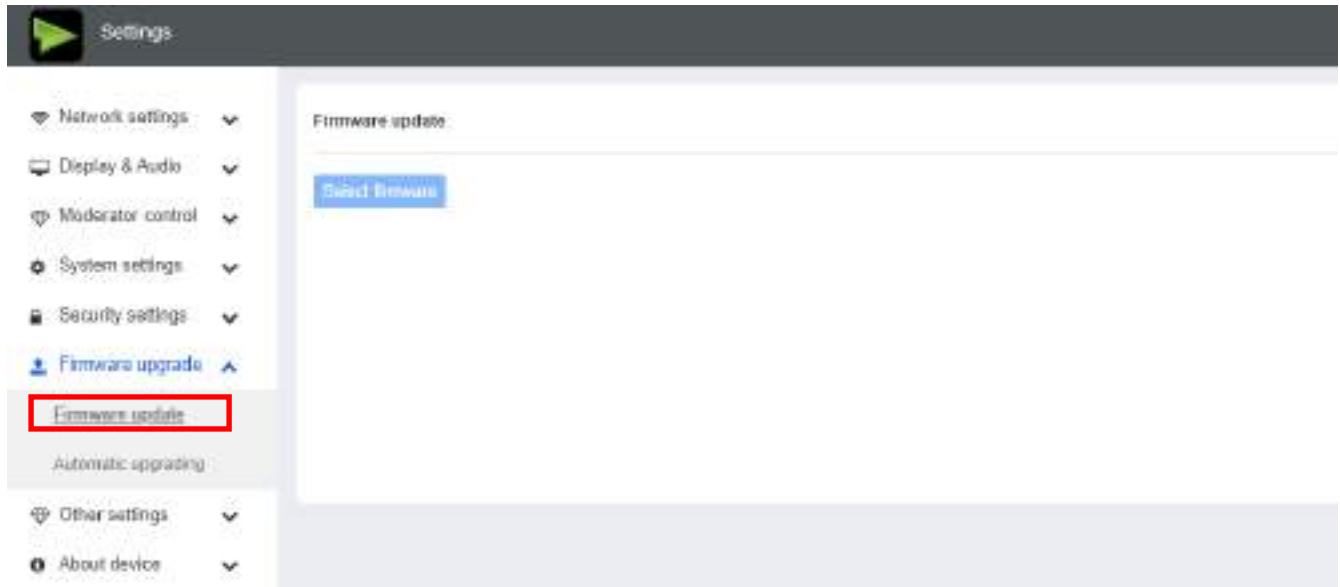 Settings
Network settings
Display & Audio
Moderator control
System settings
Security settings
Firmware upgrade
Firmware update
Automatic upgrading
Other settings
About device
Firmware update
Select firmware